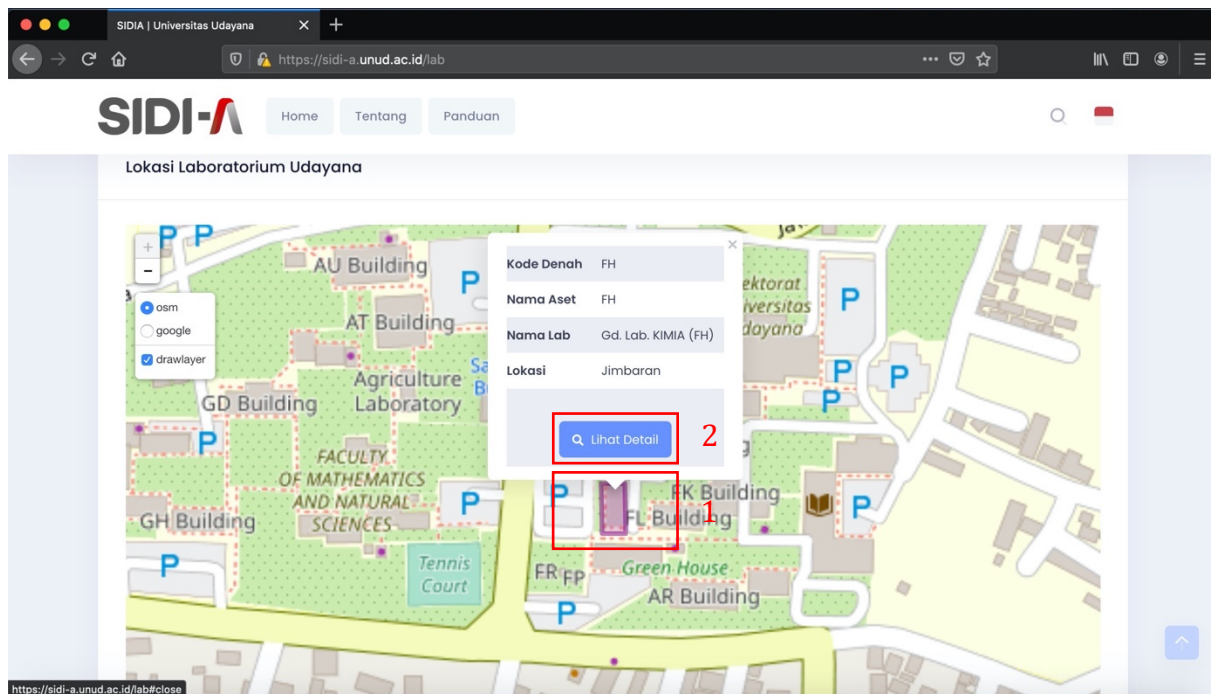 SIDIA | Universitas Udayana
https://sidi-a.unud.ac.id/lab
SIDI-A
Home Tentang Panduan
Lokasi Laboratorium Udayana
+
-
osm
google
drawlayer
P P
AU Building
P
AT Building
Agriculture
Laboratory
GD Building
P
FACULTY
OF MATHEMATICS
AND NATURAL
SCIENCES
P
GH Building
P
Tennis
Court
Kode Denah FH
Nama Aset FH
Nama Lab Gd. Lab. KIMIA (FH)
Lokasi Jimbaran
Lihat Detail
2
P
P
P
P
P
FK Building
1
FL Building
P
FR FP
Green House
AR Building
P
https://sidi-a.unud.ac.id/lab#close